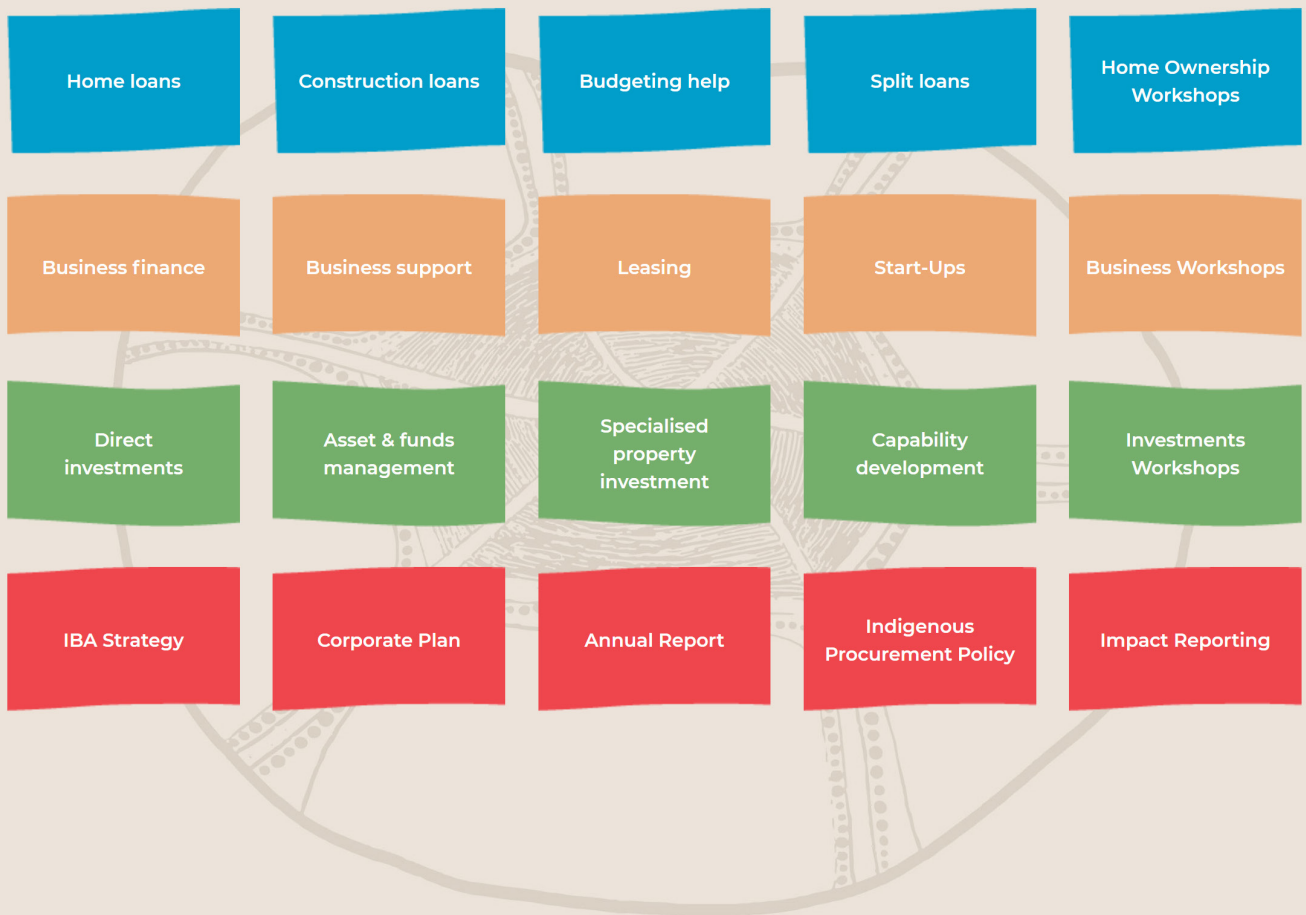 Home loans
Construction loans
Budgeting help
Split loans
Home Ownership
Workshops
Business finance
Business support
Leasing
Start-Ups
Business Workshops
Direct
investments
Asset & funds
management
Specialised
property
investment
Capability
development
Investments
Workshops
IBA Strategy
Corporate Plan
Annual Report
Indigenous
Procurement Policy
Impact Reporting